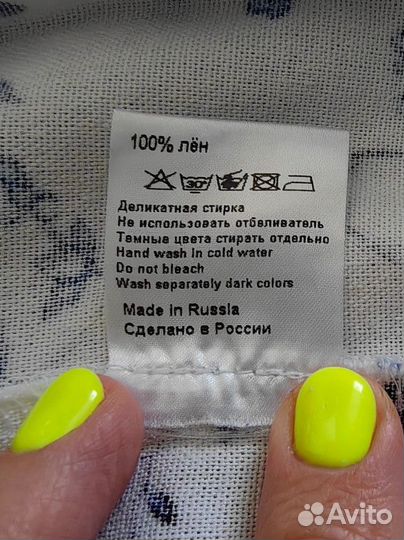 100% лён
30°
Деликатная стирка
Не использовать отбеливатель
Темные цвета стирать отдельно
Hand wash in cold water
Do not bleach
Wash separately dark colors
Made in Russia
Сделано в России
Avito